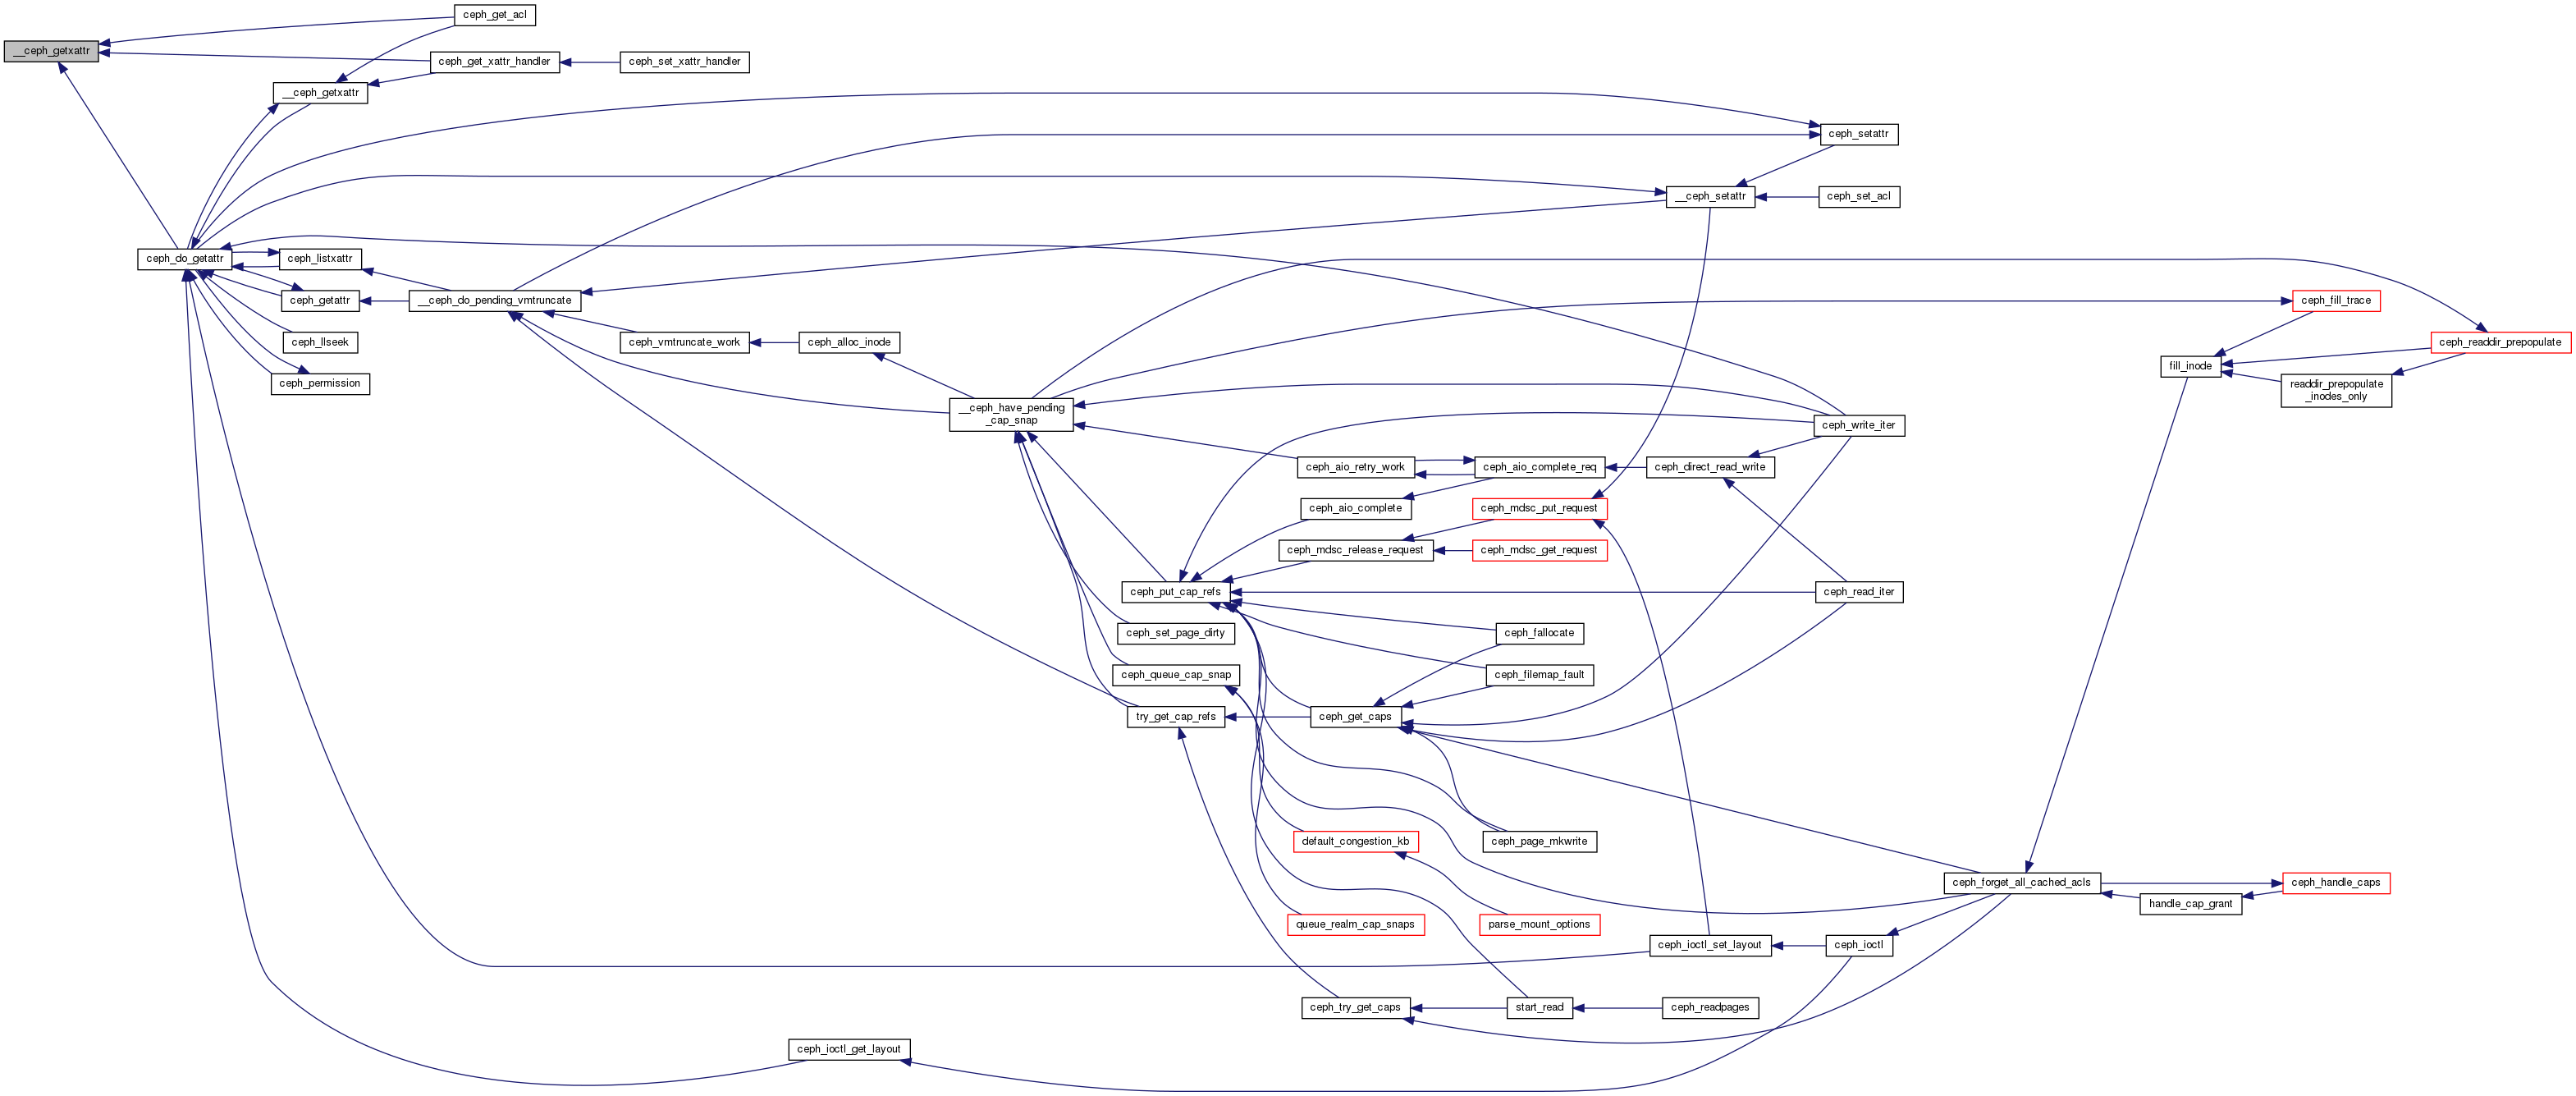 ceph_get_acl
__ceph_getxattr
ceph_get_xattr_handler
ceph_set_xattr_handler
__ceph_getxattr
ceph_setattr
__ceph_setattr
ceph_set_acl
ceph_do_getattr
ceph_listxattr
ceph_getattr
__ceph_do_pending_vmtruncate
ceph_fill_trace
ceph_llseek
ceph_vmtruncate_work
ceph_alloc_inode
ceph_readdir_prepopulate
fill_inode
ceph_permission
readdir_prepopulate
_inodes_only
__ceph_have_pending
_cap_snap
ceph_write_iter
ceph_aio_retry_work
ceph_aio_complete_req
ceph_direct_read_write
ceph_aio_complete
ceph_mdsc_put_request
ceph_mdsc_release_request
ceph_mdsc_get_request
ceph_put_cap_refs
ceph_read_iter
ceph_set_page_dirty
ceph_fallocate
ceph_queue_cap_snap
ceph_filemap_fault
try_get_cap_refs
ceph_get_caps
default_congestion_kb
ceph_page_mkwrite
ceph_forget_all_cached_acls
ceph_handle_caps
handle_cap_grant
queue_realm_cap_snaps
parse_mount_options
ceph_ioctl_set_layout
ceph_ioctl
ceph_try_get_caps
start_read
ceph_readpages
ceph_ioctl_get_layout